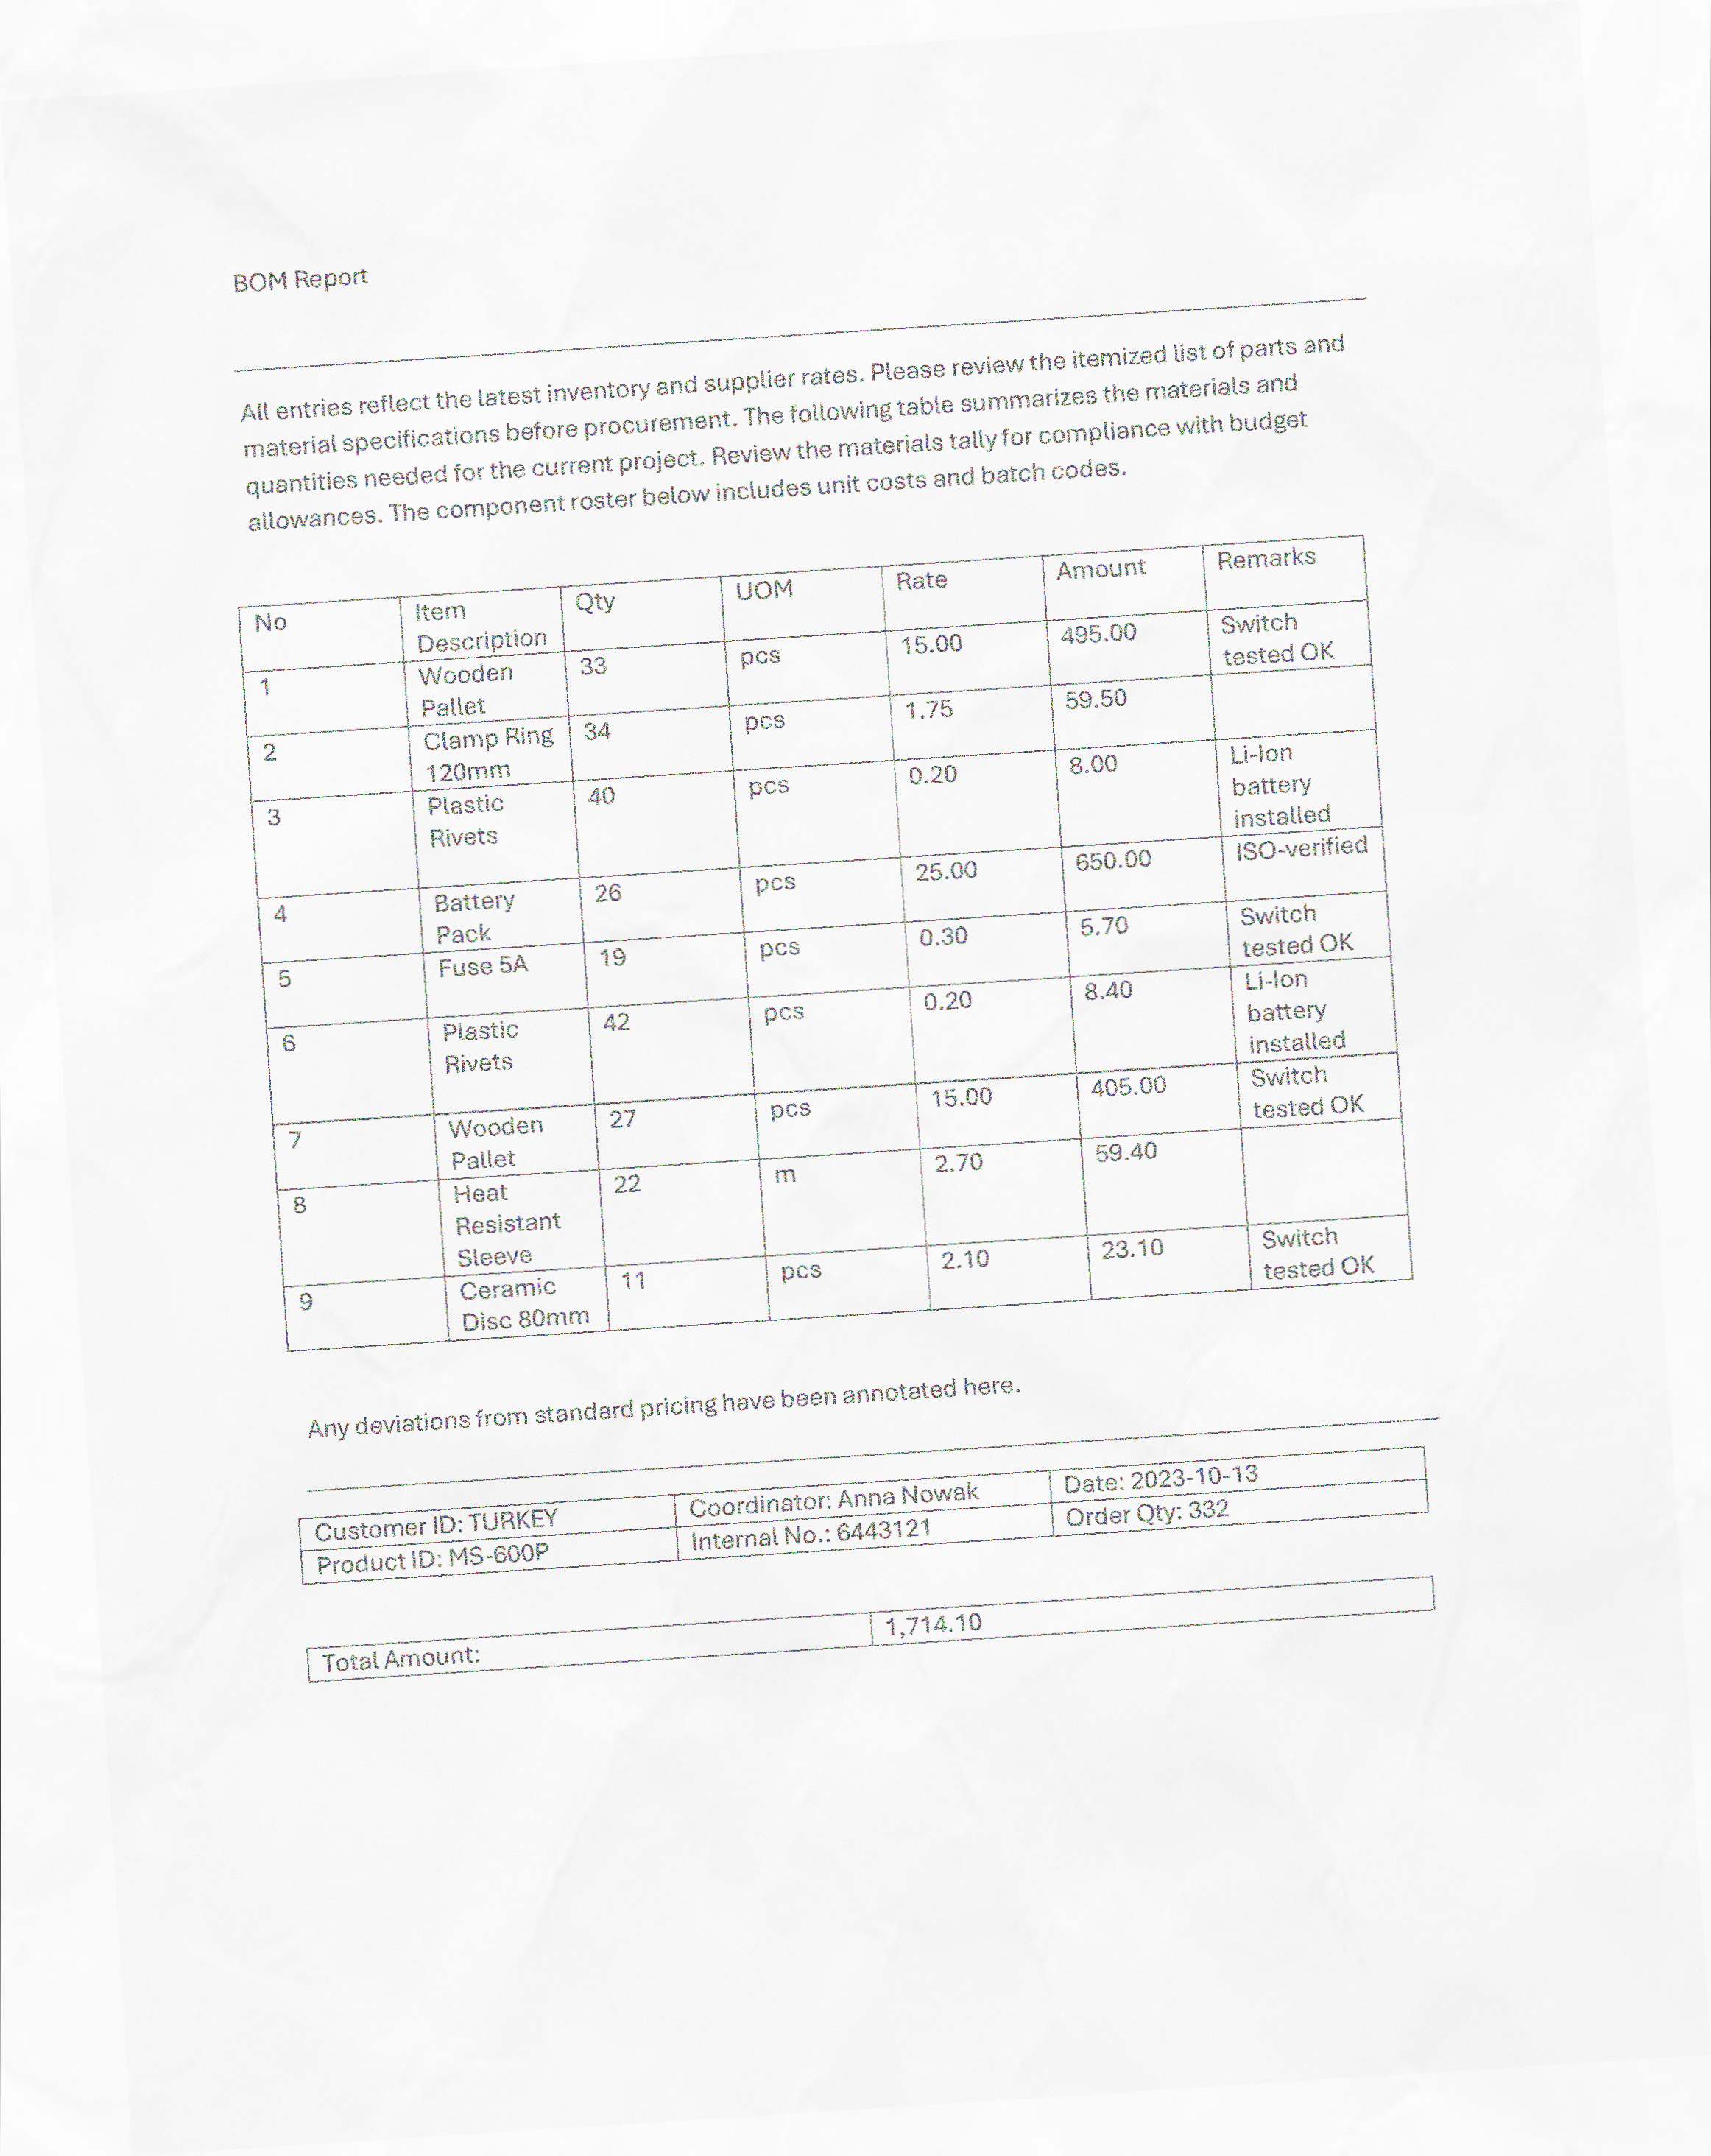 BOM Report
All entries reflect the latest inventory and supplier rates. Please review the itemized list of parts and
material specifications before procurement. The following table summarizes the materials and
quantities needed for the current project. Review the materials tally for compliance with budget
allowances. The component roster below includes unit costs and batch codes.
No Item Description Qty UOM Rate Amount Remarks
1 Wooden Pallet 33 pcs 15.00 495.00 Switch tested OK
2 Clamp Ring 120mm 34 pcs 1.75 59.50
3 Plastic Rivets 40 pcs 0.20 8.00 Li-Ion battery installed
4 Battery Pack 26 pcs 25.00 650.00 ISO-verified
5 Fuse 5A 19 pcs 0.30 5.70 Switch tested OK
6 Plastic Rivets 42 pcs 0.20 8.40 Li-Ion battery installed
7 Wooden Pallet 27 pcs 15.00 405.00 Switch tested OK
8 Heat Resistant Sleeve 22 m 2.70 59.40
9 Ceramic Disc 80mm 11 pcs 2.10 23.10 Switch tested OK
Any deviations from standard pricing have been annotated here.
Customer ID: TURKEY Coordinator: Anna Nowak Date: 2023-10-13
Product ID: MS-600P Internal No.: 6443121 Order Qty: 332
Total Amount: 1,714.10